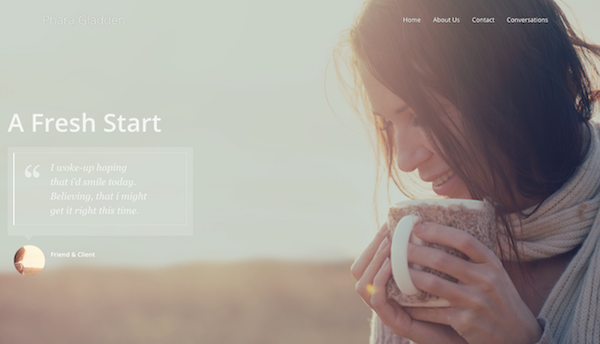 Phara Gladden
Home About Us Contact Conversations
A Fresh Start
“ I woke-up hoping
that i'd smile today.
Believing, that i might
get it right this time.
Friend & Client